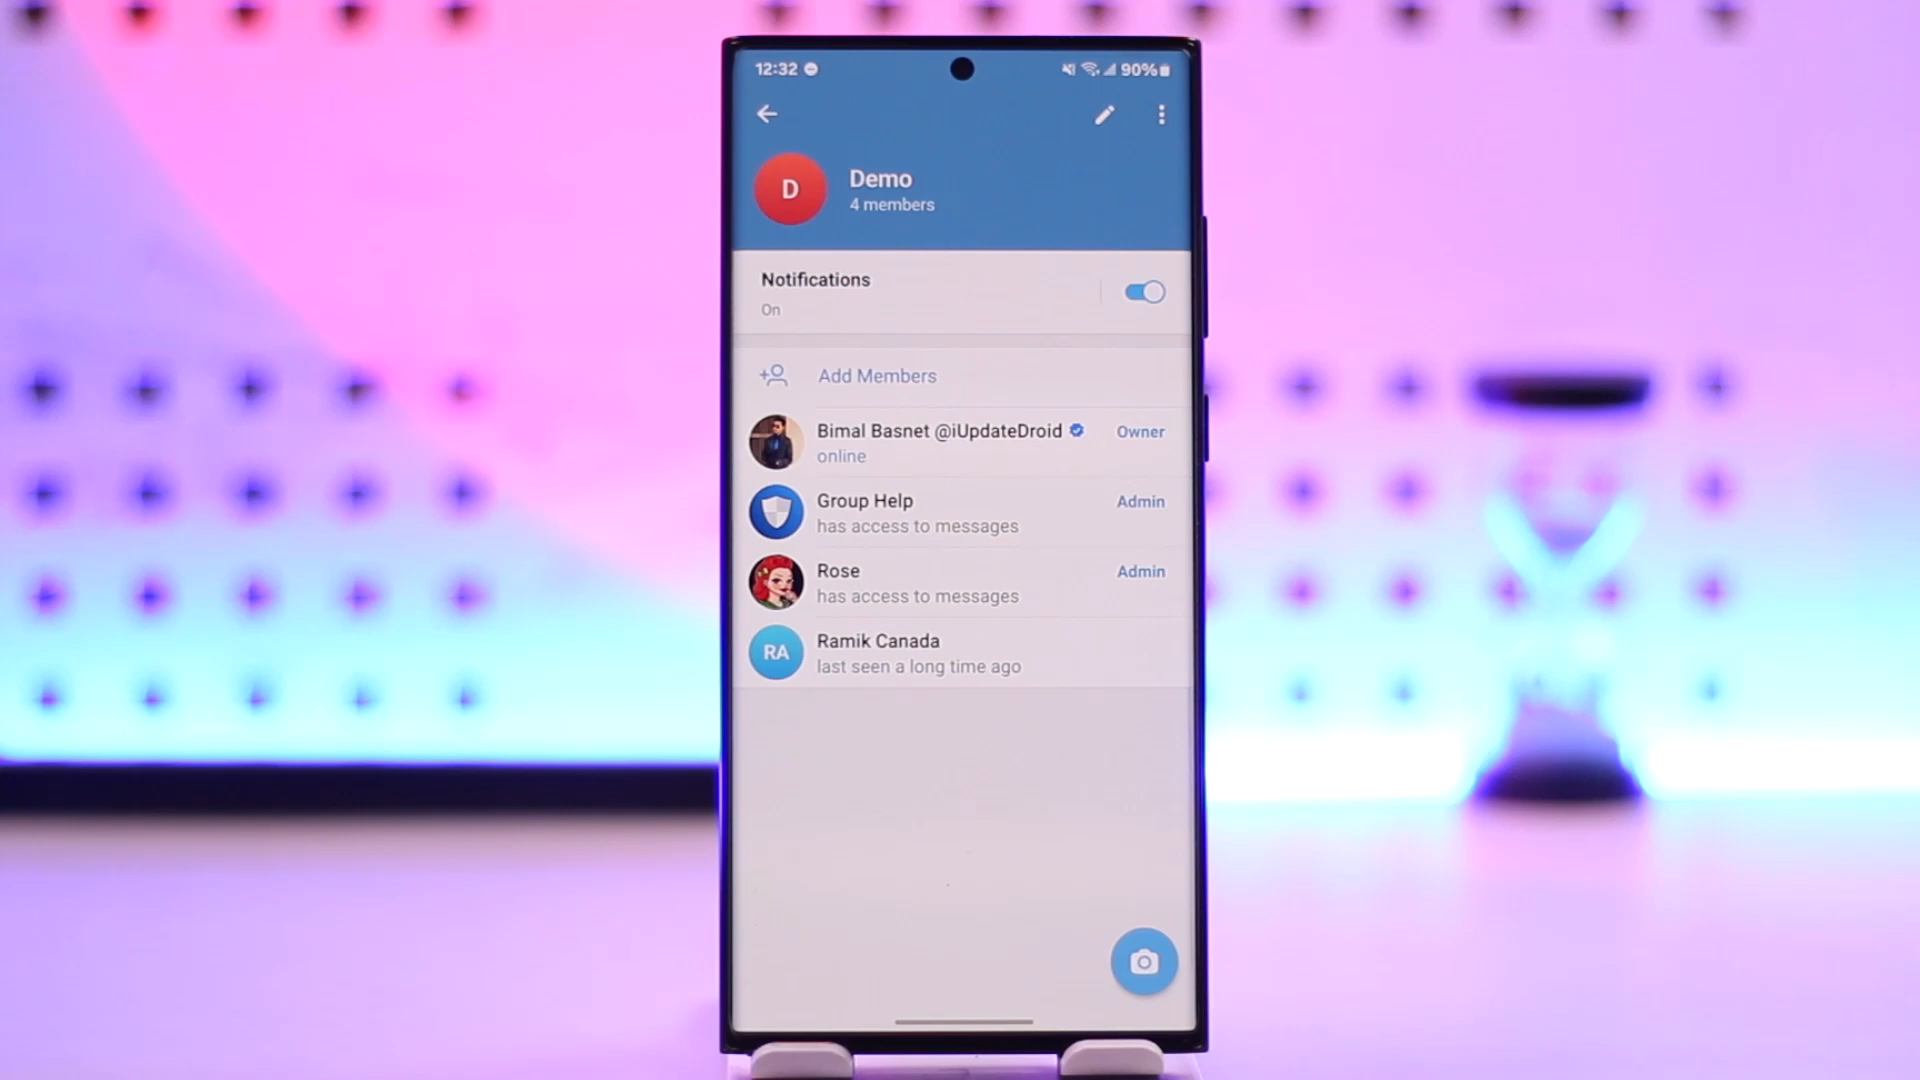 12:32
90%
D
Demo
4 members
Notifications
On
Add Members
Bimal Basnet @iUpdateDroid
Owner
online
Group Help
Admin
has access to messages
Rose
Admin
has access to messages
RA
Ramik Canada
last seen a long time ago